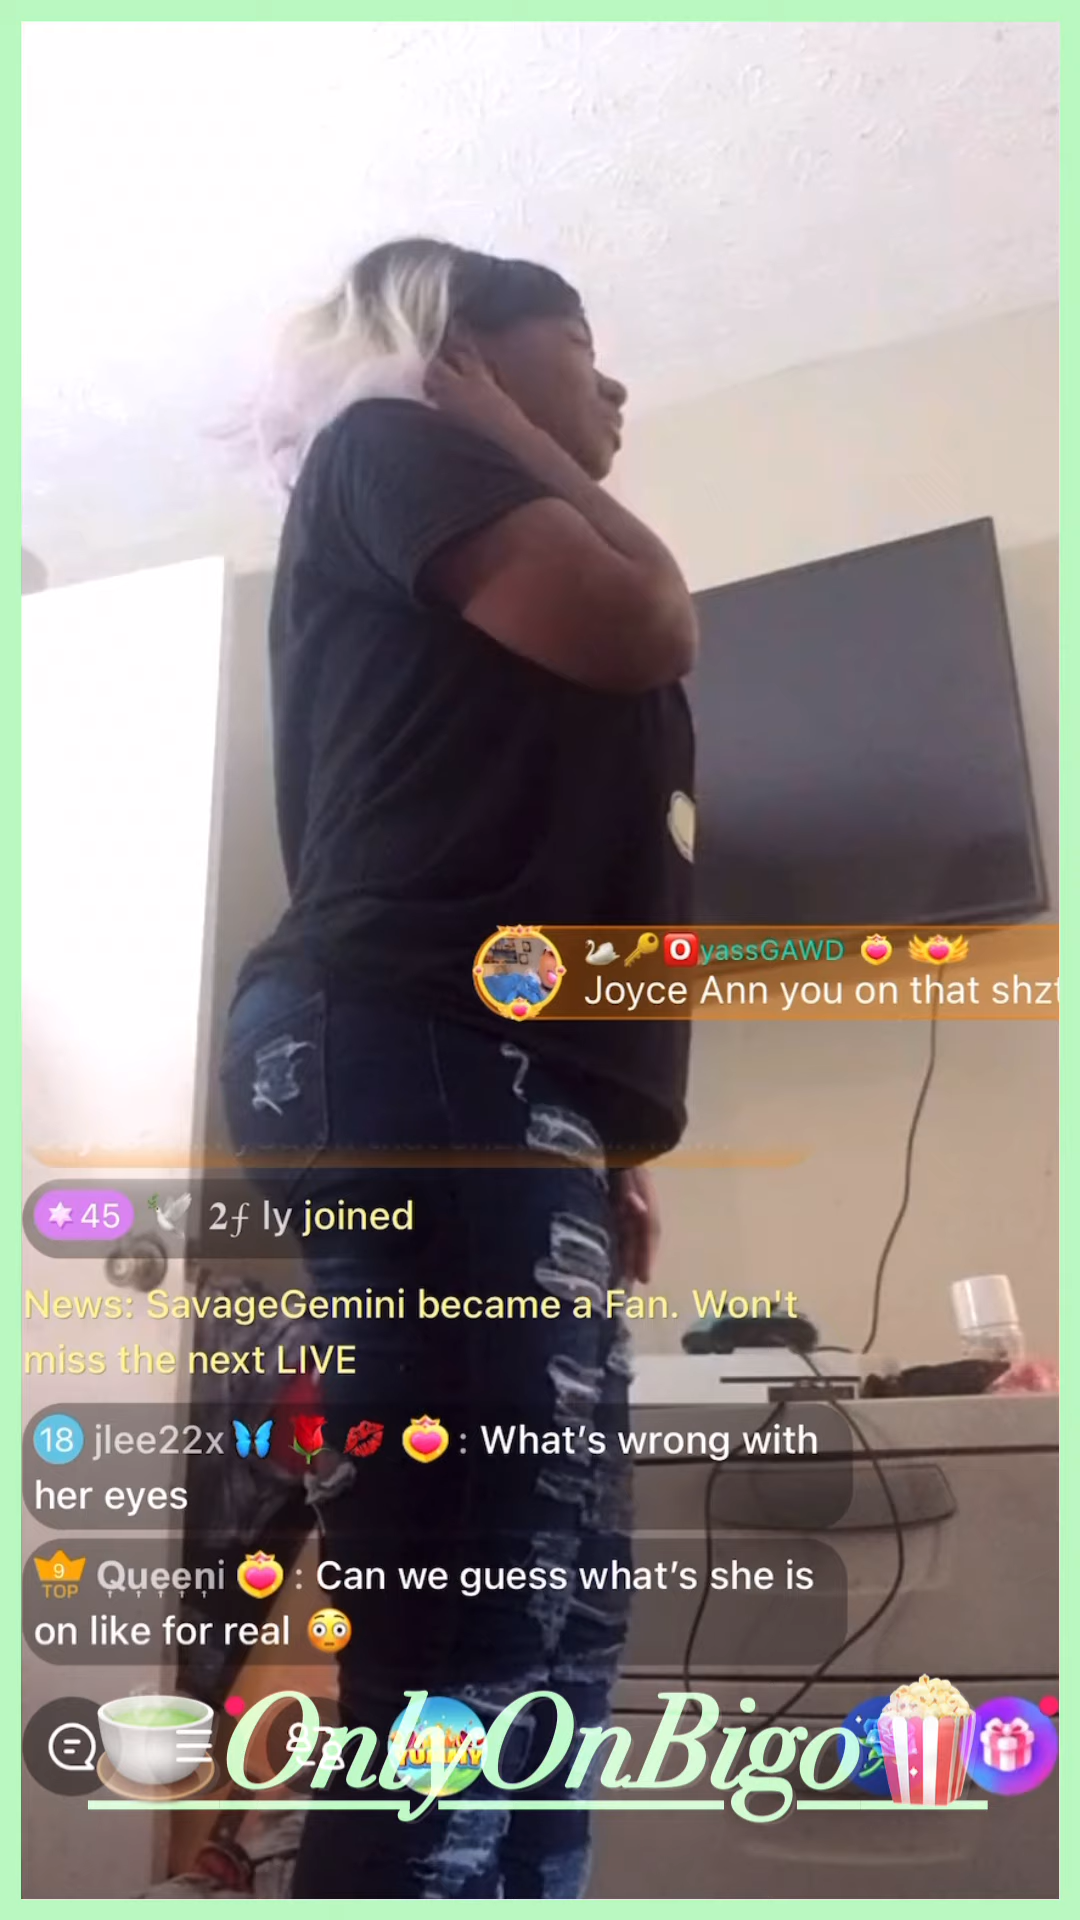 🦢🔑🅾️yassGAWD
Joyce Ann you on that shzt
45 🕊️ 2f ly joined
News: SavageGemini became a Fan. Won't
miss the next LIVE
18 jlee22x🦋🌹💋 : What's wrong with
her eyes
9
TOP Queeni : Can we guess what's she is
on like for real 😳
YUMMY
OnlyOnBigo